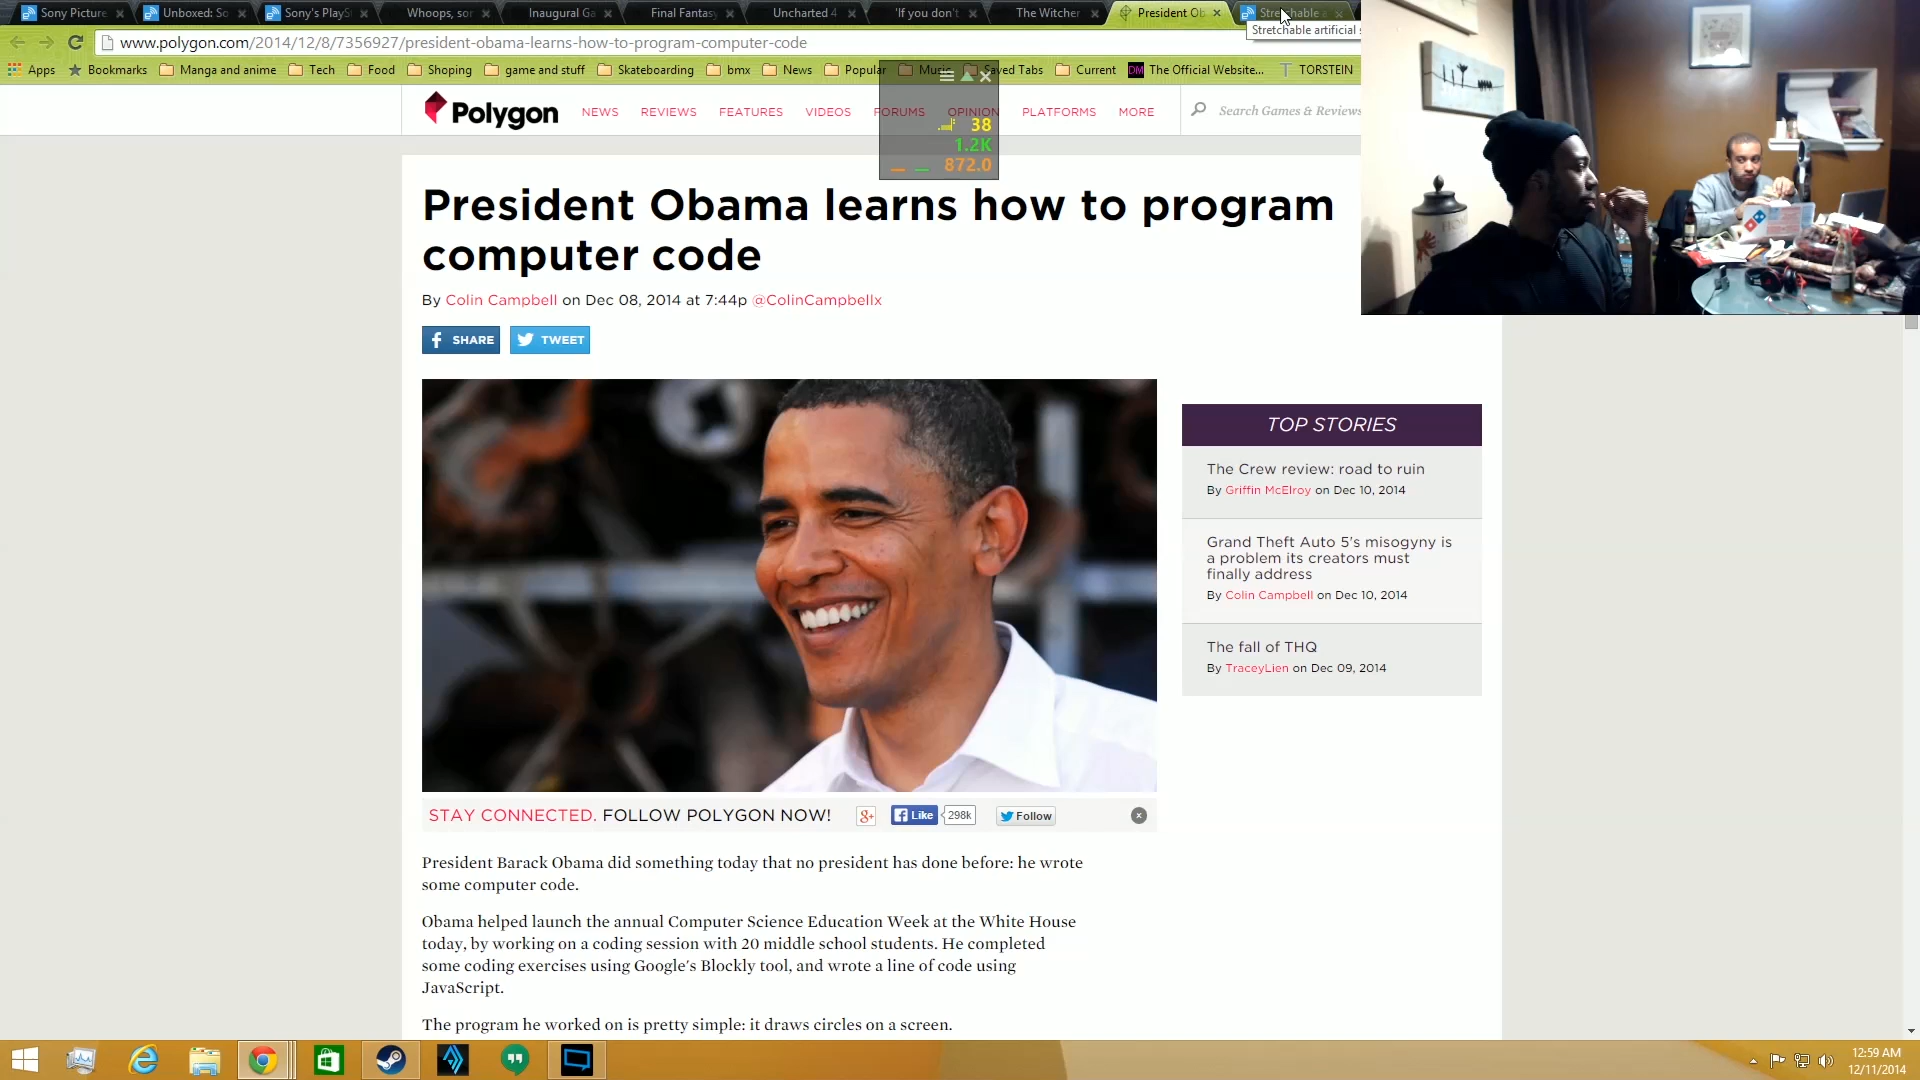 Sony Picture
Unboxed: So
Sony's PlayS
Whoops, sor
Inaugural Ga
Final Fantasy
Uncharted 4
'If you don't
The Witcher
President Ob
Stretchable a
Stretchable artificial s
www.polygon.com/2014/12/8/7356927/president-obama-learns-how-to-program-computer-code
Apps Bookmarks Manga and anime Tech Food Shoping game and stuff Skateboarding bmx News Popular Music Saved Tabs Current DM The Official Website... T TORSTEIN
Polygon NEWS REVIEWS FEATURES VIDEOS FORUMS OPINION PLATFORMS MORE Search Games & Reviews
38
1.2K
872.0
President Obama learns how to program
computer code
By Colin Campbell on Dec 08, 2014 at 7:44p @ColinCampbellx
SHARE TWEET
TOP STORIES
The Crew review: road to ruin
By Griffin McElroy on Dec 10, 2014
Grand Theft Auto 5's misogyny is
a problem its creators must
finally address
By Colin Campbell on Dec 10, 2014
The fall of THQ
By TraceyLien on Dec 09, 2014
STAY CONNECTED. FOLLOW POLYGON NOW! g+ Like 298k Follow
President Barack Obama did something today that no president has done before: he wrote
some computer code.
Obama helped launch the annual Computer Science Education Week at the White House
today, by working on a coding session with 20 middle school students. He completed
some coding exercises using Google's Blockly tool, and wrote a line of code using
JavaScript.
The program he worked on is pretty simple: it draws circles on a screen.
12:59 AM
12/11/2014